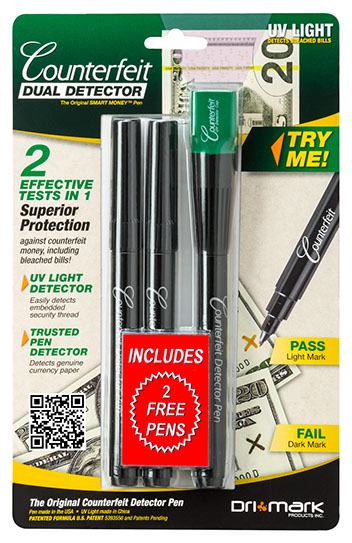 UV LIGHT
DETECTS BLEACHED BILLS
Counterfeit
DUAL DETECTOR
The Original SMART MONEY™ Pen
20
Counterfeit
TRY
ME!
2
EFFECTIVE
TESTS IN 1
Superior
Protection
against counterfeit
money, including
bleached bills!
UV LIGHT
DETECTOR
Easily detects
embedded
security thread
TRUSTED
PEN
DETECTOR
Detects genuine
currency paper
Counterfeit
Counterfeit Detector Pen
INCLUDES
2
FREE
PENS
PASS
Light Mark
FAIL
Dark Mark
The Original Counterfeit Detector Pen
Pen made in the USA • UV Light made in China
PATENTED FORMULA U.S. PATENT 5393556 and Patents Pending
DRI MARK
PRODUCTS INC.